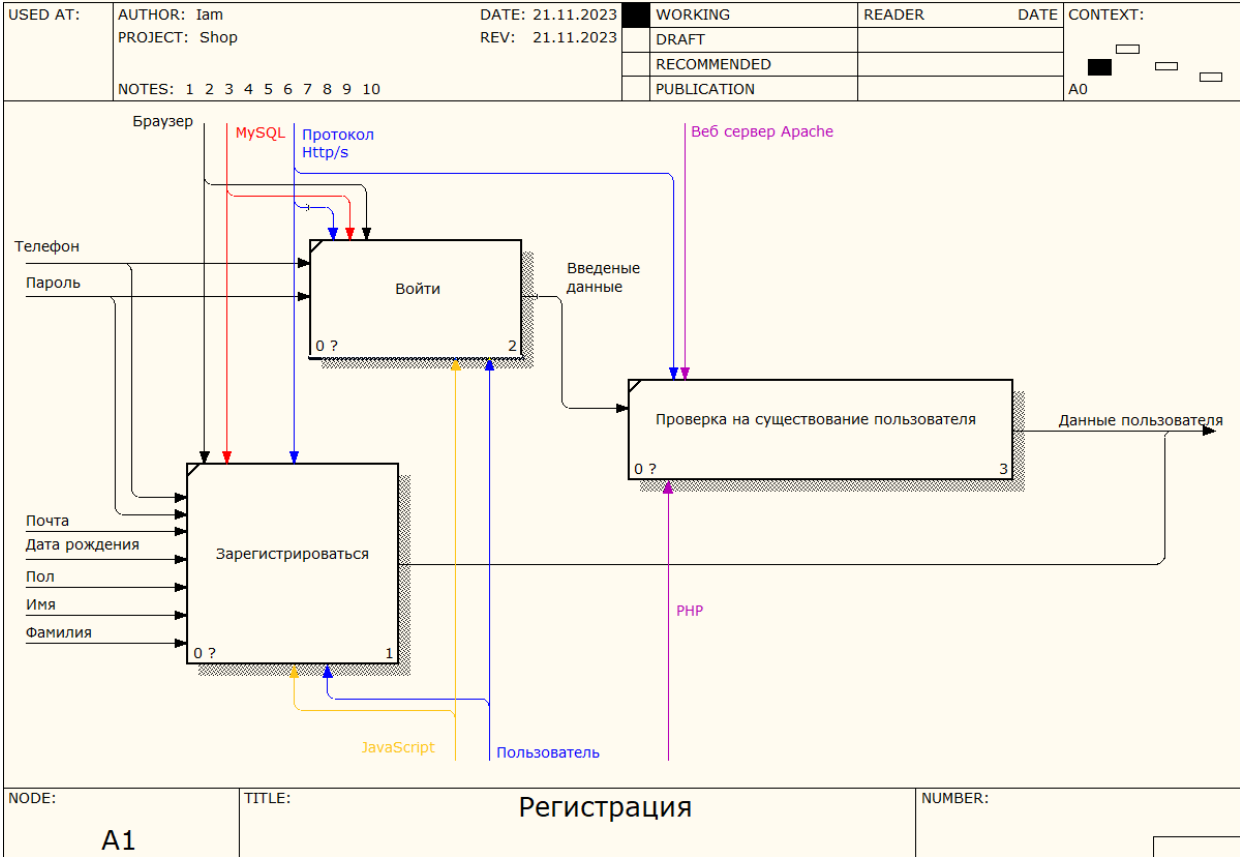 USED AT:
AUTHOR: Iam
DATE: 21.11.2023
PROJECT: Shop
REV: 21.11.2023
NOTES: 1 2 3 4 5 6 7 8 9 10
WORKING
DRAFT
RECOMMENDED
PUBLICATION
READER
DATE
CONTEXT:
A0
Браузер
MySQL
Протокол
Http/s
Веб сервер Apache
Телефон
Пароль
Войти
0 ?
2
Введеные
данные
Проверка на существование пользователя
0 ?
3
Данные пользователя
Почта
Дата рождения
Пол
Имя
Фамилия
Зарегистрироваться
0 ?
1
PHP
JavaScript
Пользователь
NODE:
A1
TITLE:
Регистрация
NUMBER: